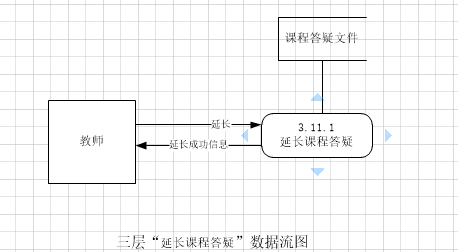 课程答疑文件
延长
3.11.1
教师
延长课程答疑
延长成功信息
三层“延长课程答疑”数据流图